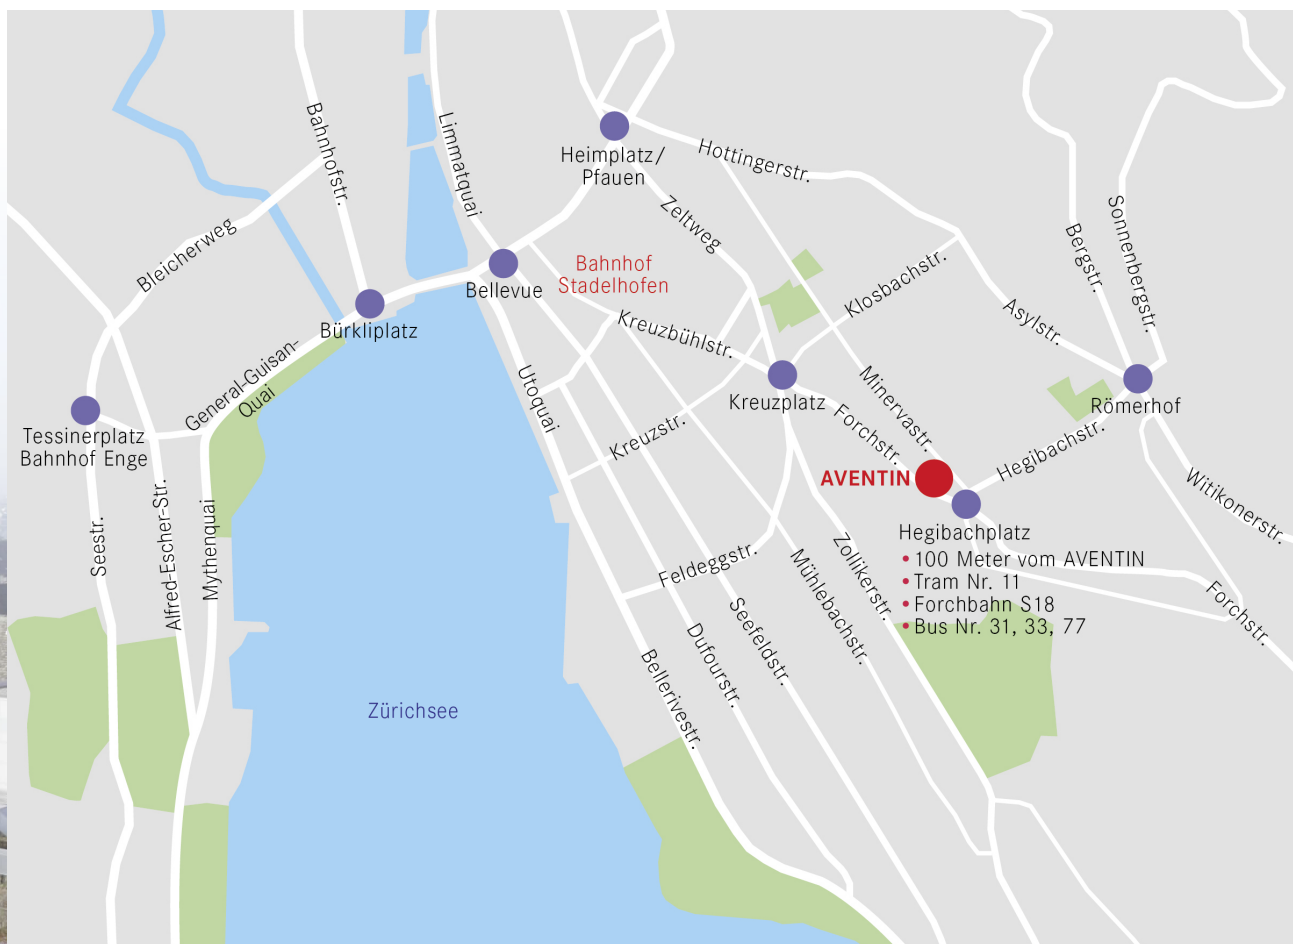 Bahnhofstr.
Limmatquai
Heimplatz/
Pfauen
Hottingerstr.
Zeltweg
Bleicherweg
Bellevue
Bahnhof
Stadelhofen
Klosbachstr.
Bergstr.
Sonnenbergstr.
Bürkliplatz
Kreuzbühlstr.
Asylstr.
General-Guisan-
Quai
Utoquai
Kreuzplatz
Minervastr.
Römerhof
Tessinerplatz
Bahnhof Enge
Kreuzstr.
Forchstr.
Hegibachstr.
AVENTIN
Witikonerstr.
Seestr.
Alfred-Escher-Str.
Mythenquai
Hegibachplatz
• 100 Meter vom AVENTIN
• Tram Nr. 11
• Forchbahn S18
• Bus Nr. 31, 33, 77
Feldeggstr.
Zollikerstr.
Mühlebachstr.
Forchstr.
Seefeldstr.
Dufourstr.
Bellerivestr.
Zürichsee